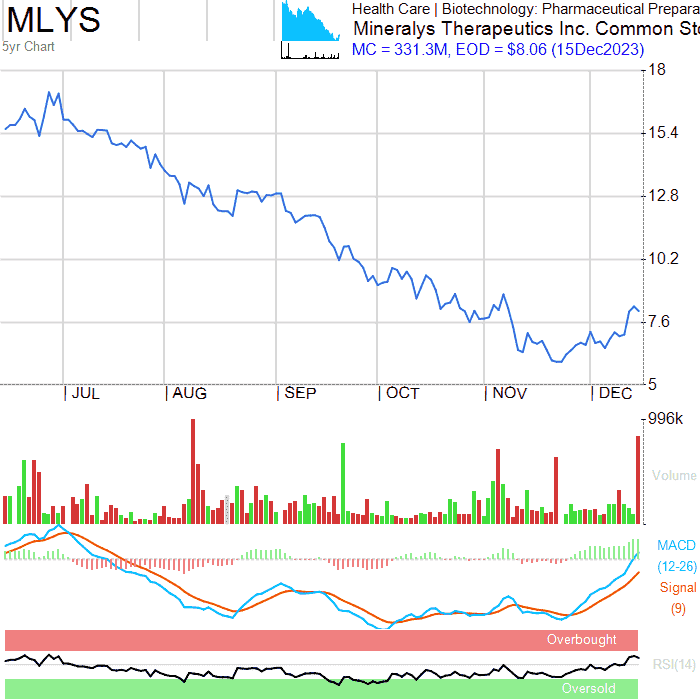 MLYS
5yr Chart
Health Care | Biotechnology: Pharmaceutical Prepara
Mineralys Therapeutics Inc. Common Sto
MC = 331.3M, EOD = $8.06 (15Dec2023)
18
15.4
12.8
10.2
7.6
5
| JUL | AUG | SEP | OCT | NOV | DEC
996k
Volume
MACD
(12-26)
Signal
(9)
Overbought
RSI(14)
Oversold